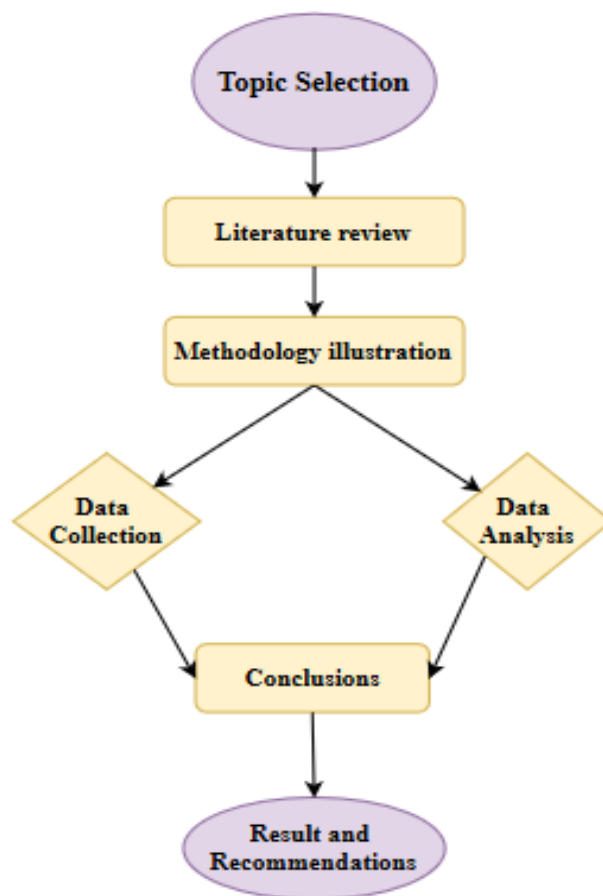 Topic Selection
Literature review
Methodology illustration
Data
Collection
Data
Analysis
Conclusions
Result and
Recommendations